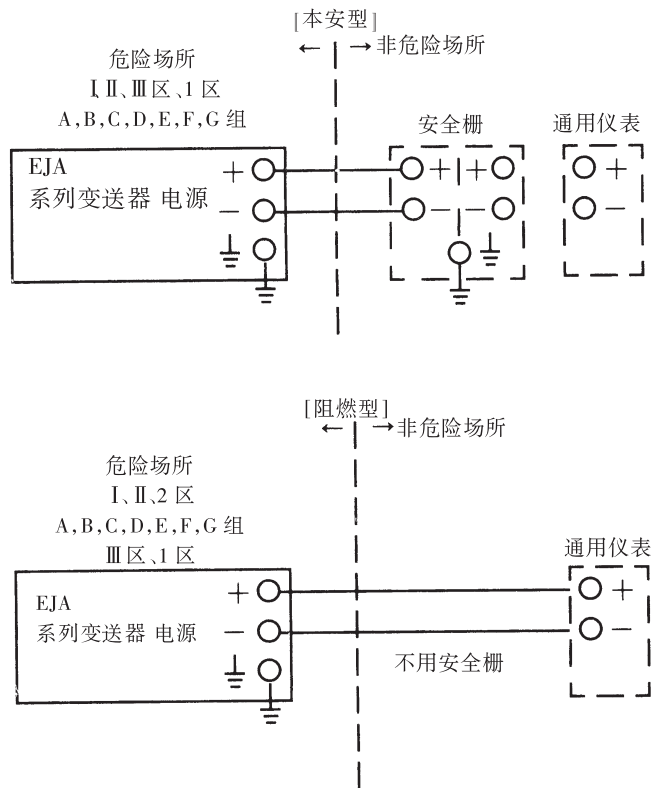 [本安型]
← → 非危险场所
危险场所
Ⅰ、Ⅱ、Ⅲ区、1区
A,B,C,D,E,F,G 组
安全栅
通用仪表
EJA
系列变送器 电源
+
−
+ | +
− | −
+
−
[阻燃型]
← → 非危险场所
危险场所
Ⅰ、Ⅱ、2区
A,B,C,D,E,F,G 组
Ⅲ区、1区
通用仪表
EJA
系列变送器 电源
+
−
+
−
不用安全栅